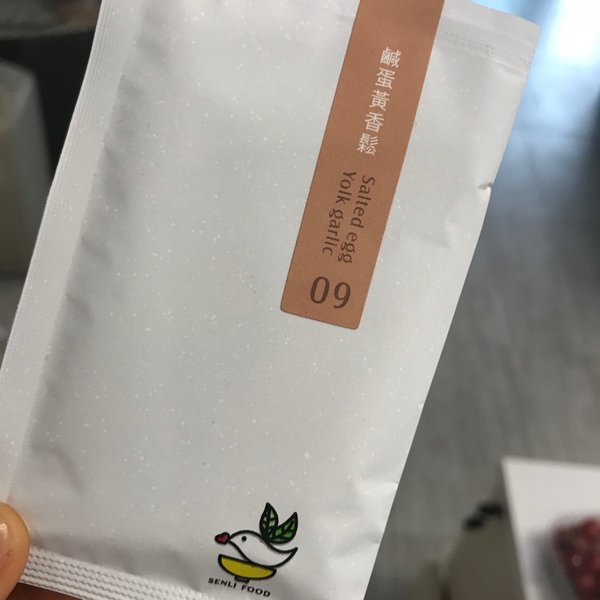 鹹蛋黃香鬆
Salted egg
Yolk garlic
09
SENLI FOOD